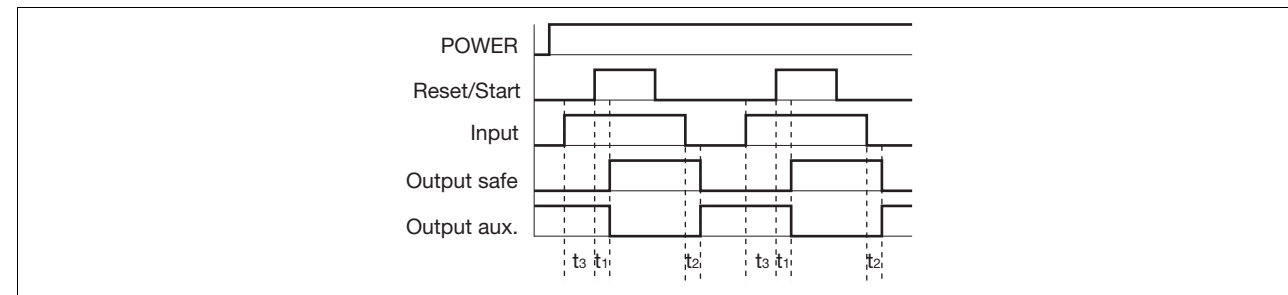 POWER
Reset/Start
Input
Output safe
Output aux.
t3 t1 t2 t3 t1 t2